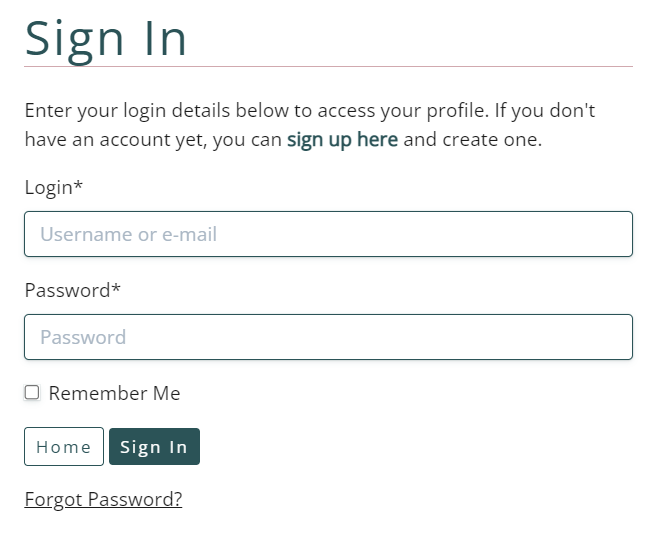 Sign In
Enter your login details below to access your profile. If you don't
have an account yet, you can sign up here and create one.
Login*
Username or e-mail
Password*
Password
Remember Me
Home Sign In
Forgot Password?